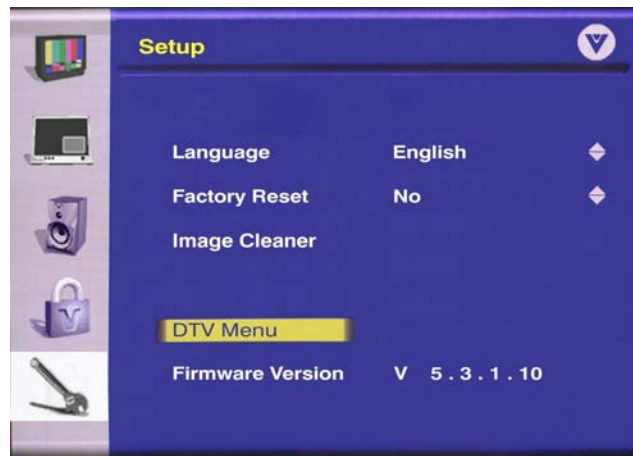 Setup
Language English
Factory Reset No
Image Cleaner
DTV Menu
Firmware Version V 5.3.1.10